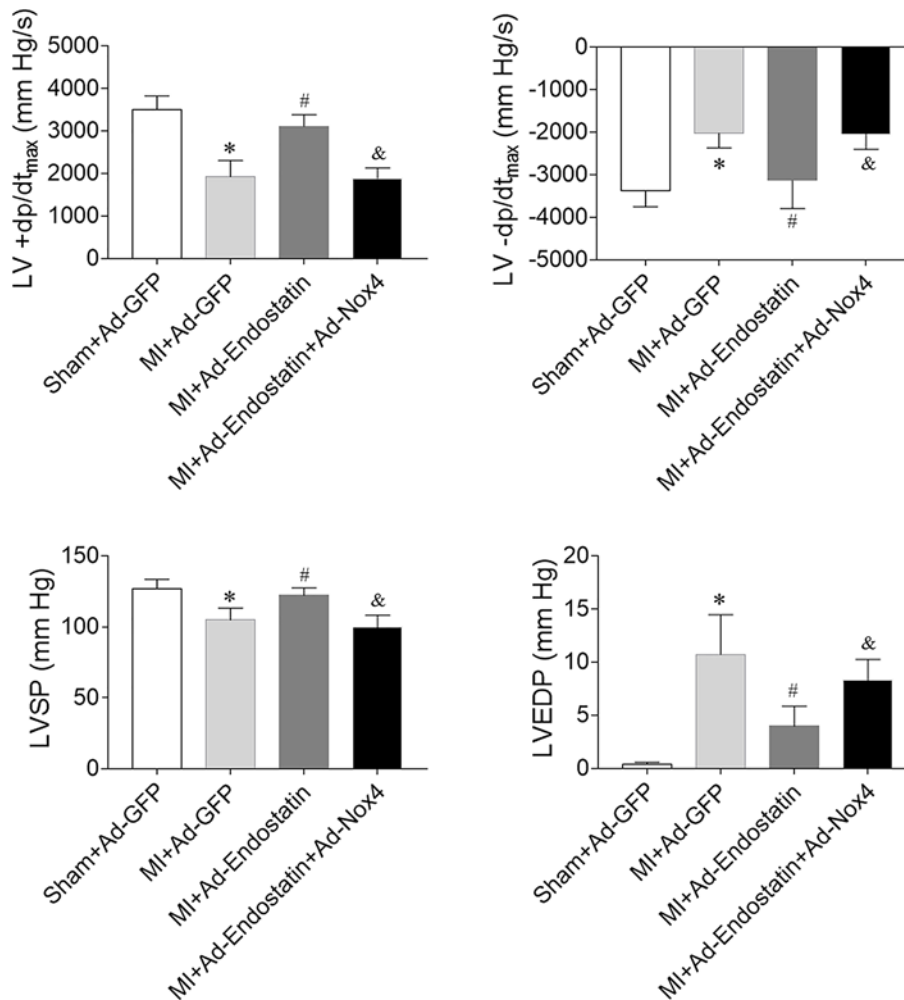 LV +dp/dtmax (mm Hg/s)
5000
4000
3000
2000
1000
0
*
#
&
Sham+Ad-GFP
MI+Ad-GFP
MI+Ad-Endostatin
MI+Ad-Endostatin+Ad-Nox4
LV -dp/dtmax (mm Hg/s)
0
-1000
-2000
-3000
-4000
-5000
*
#
&
Sham+Ad-GFP
MI+Ad-GFP
MI+Ad-Endostatin
MI+Ad-Endostatin+Ad-Nox4
LVSP (mm Hg)
150
100
50
0
*
#
&
Sham+Ad-GFP
MI+Ad-GFP
MI+Ad-Endostatin
MI+Ad-Endostatin+Ad-Nox4
LVEDP (mm Hg)
20
15
10
5
0
*
#
&
Sham+Ad-GFP
MI+Ad-GFP
MI+Ad-Endostatin
MI+Ad-Endostatin+Ad-Nox4